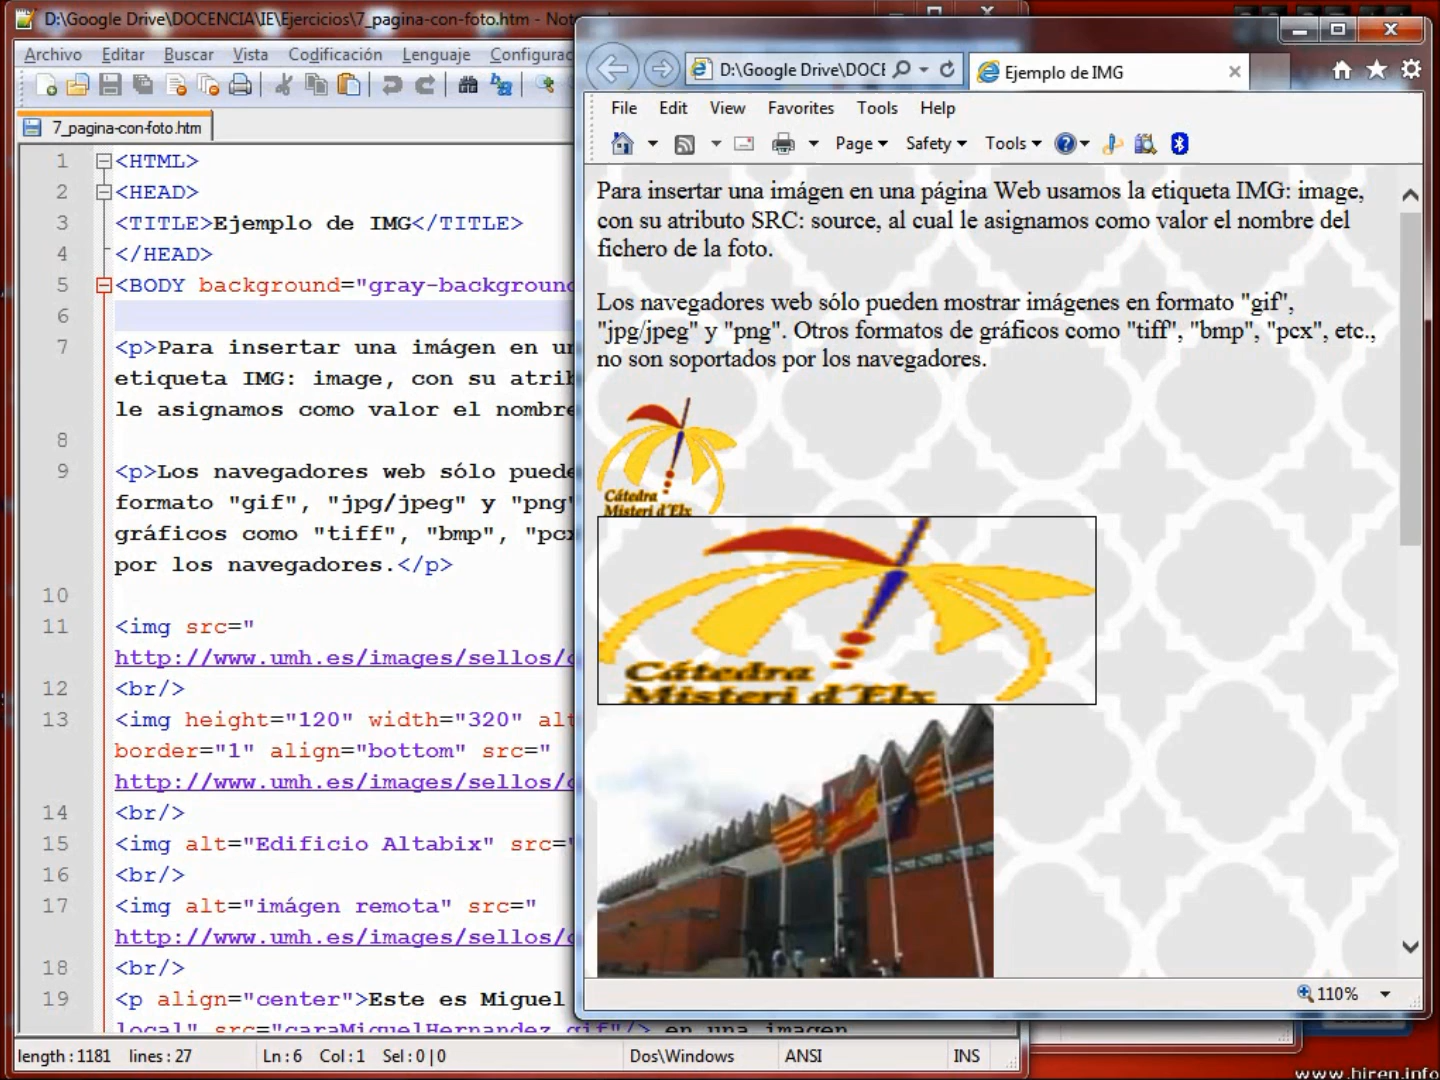 D:\Google Drive\DOCENCIA\IE\Ejercicios\7_pagina-con-foto.htm -
Archivo Editar Buscar Vista Codificación Lenguaje Configurac
7_pagina-con-foto.htm
1 <HTML>
2 <HEAD>
3 <TITLE>Ejemplo de IMG</TITLE>
4 </HEAD>
5 <BODY background="gray-background
6
7 <p>Para insertar una imágen en un
etiqueta IMG: image, con su atrib
le asignamos como valor el nombre
8
9 <p>Los navegadores web sólo puede
formato "gif", "jpg/jpeg" y "png"
gráficos como "tiff", "bmp", "pcx
por los navegadores.</p>
10
11 <img src="
http://www.umh.es/images/sellos/
12 <br/>
13 <img height="120" width="320" alt
border="1" align="bottom" src="
http://www.umh.es/images/sellos/
14 <br/>
15 <img alt="Edificio Altabix" src="
16 <br/>
17 <img alt="imágen remota" src="
http://www.umh.es/images/sellos/
18 <br/>
19 <p align="center">Este es Miguel
local" src="caraMiguelHernandez.gif"/> en una imagen
length : 1181 lines : 27 Ln : 6 Col : 1 Sel : 0 | 0 Dos\Windows ANSI INS
D:\Google Drive\DOCE
Ejemplo de IMG
File Edit View Favorites Tools Help
Page Safety Tools
Para insertar una imágen en una página Web usamos la etiqueta IMG: image,
con su atributo SRC: source, al cual le asignamos como valor el nombre del
fichero de la foto.
Los navegadores web sólo pueden mostrar imágenes en formato "gif",
"jpg/jpeg" y "png". Otros formatos de gráficos como "tiff", "bmp", "pcx", etc.,
no son soportados por los navegadores.
Cátedra
Misteri d'Elx
Cátedra
Misteri d'Elx
110%
www.hiren.info